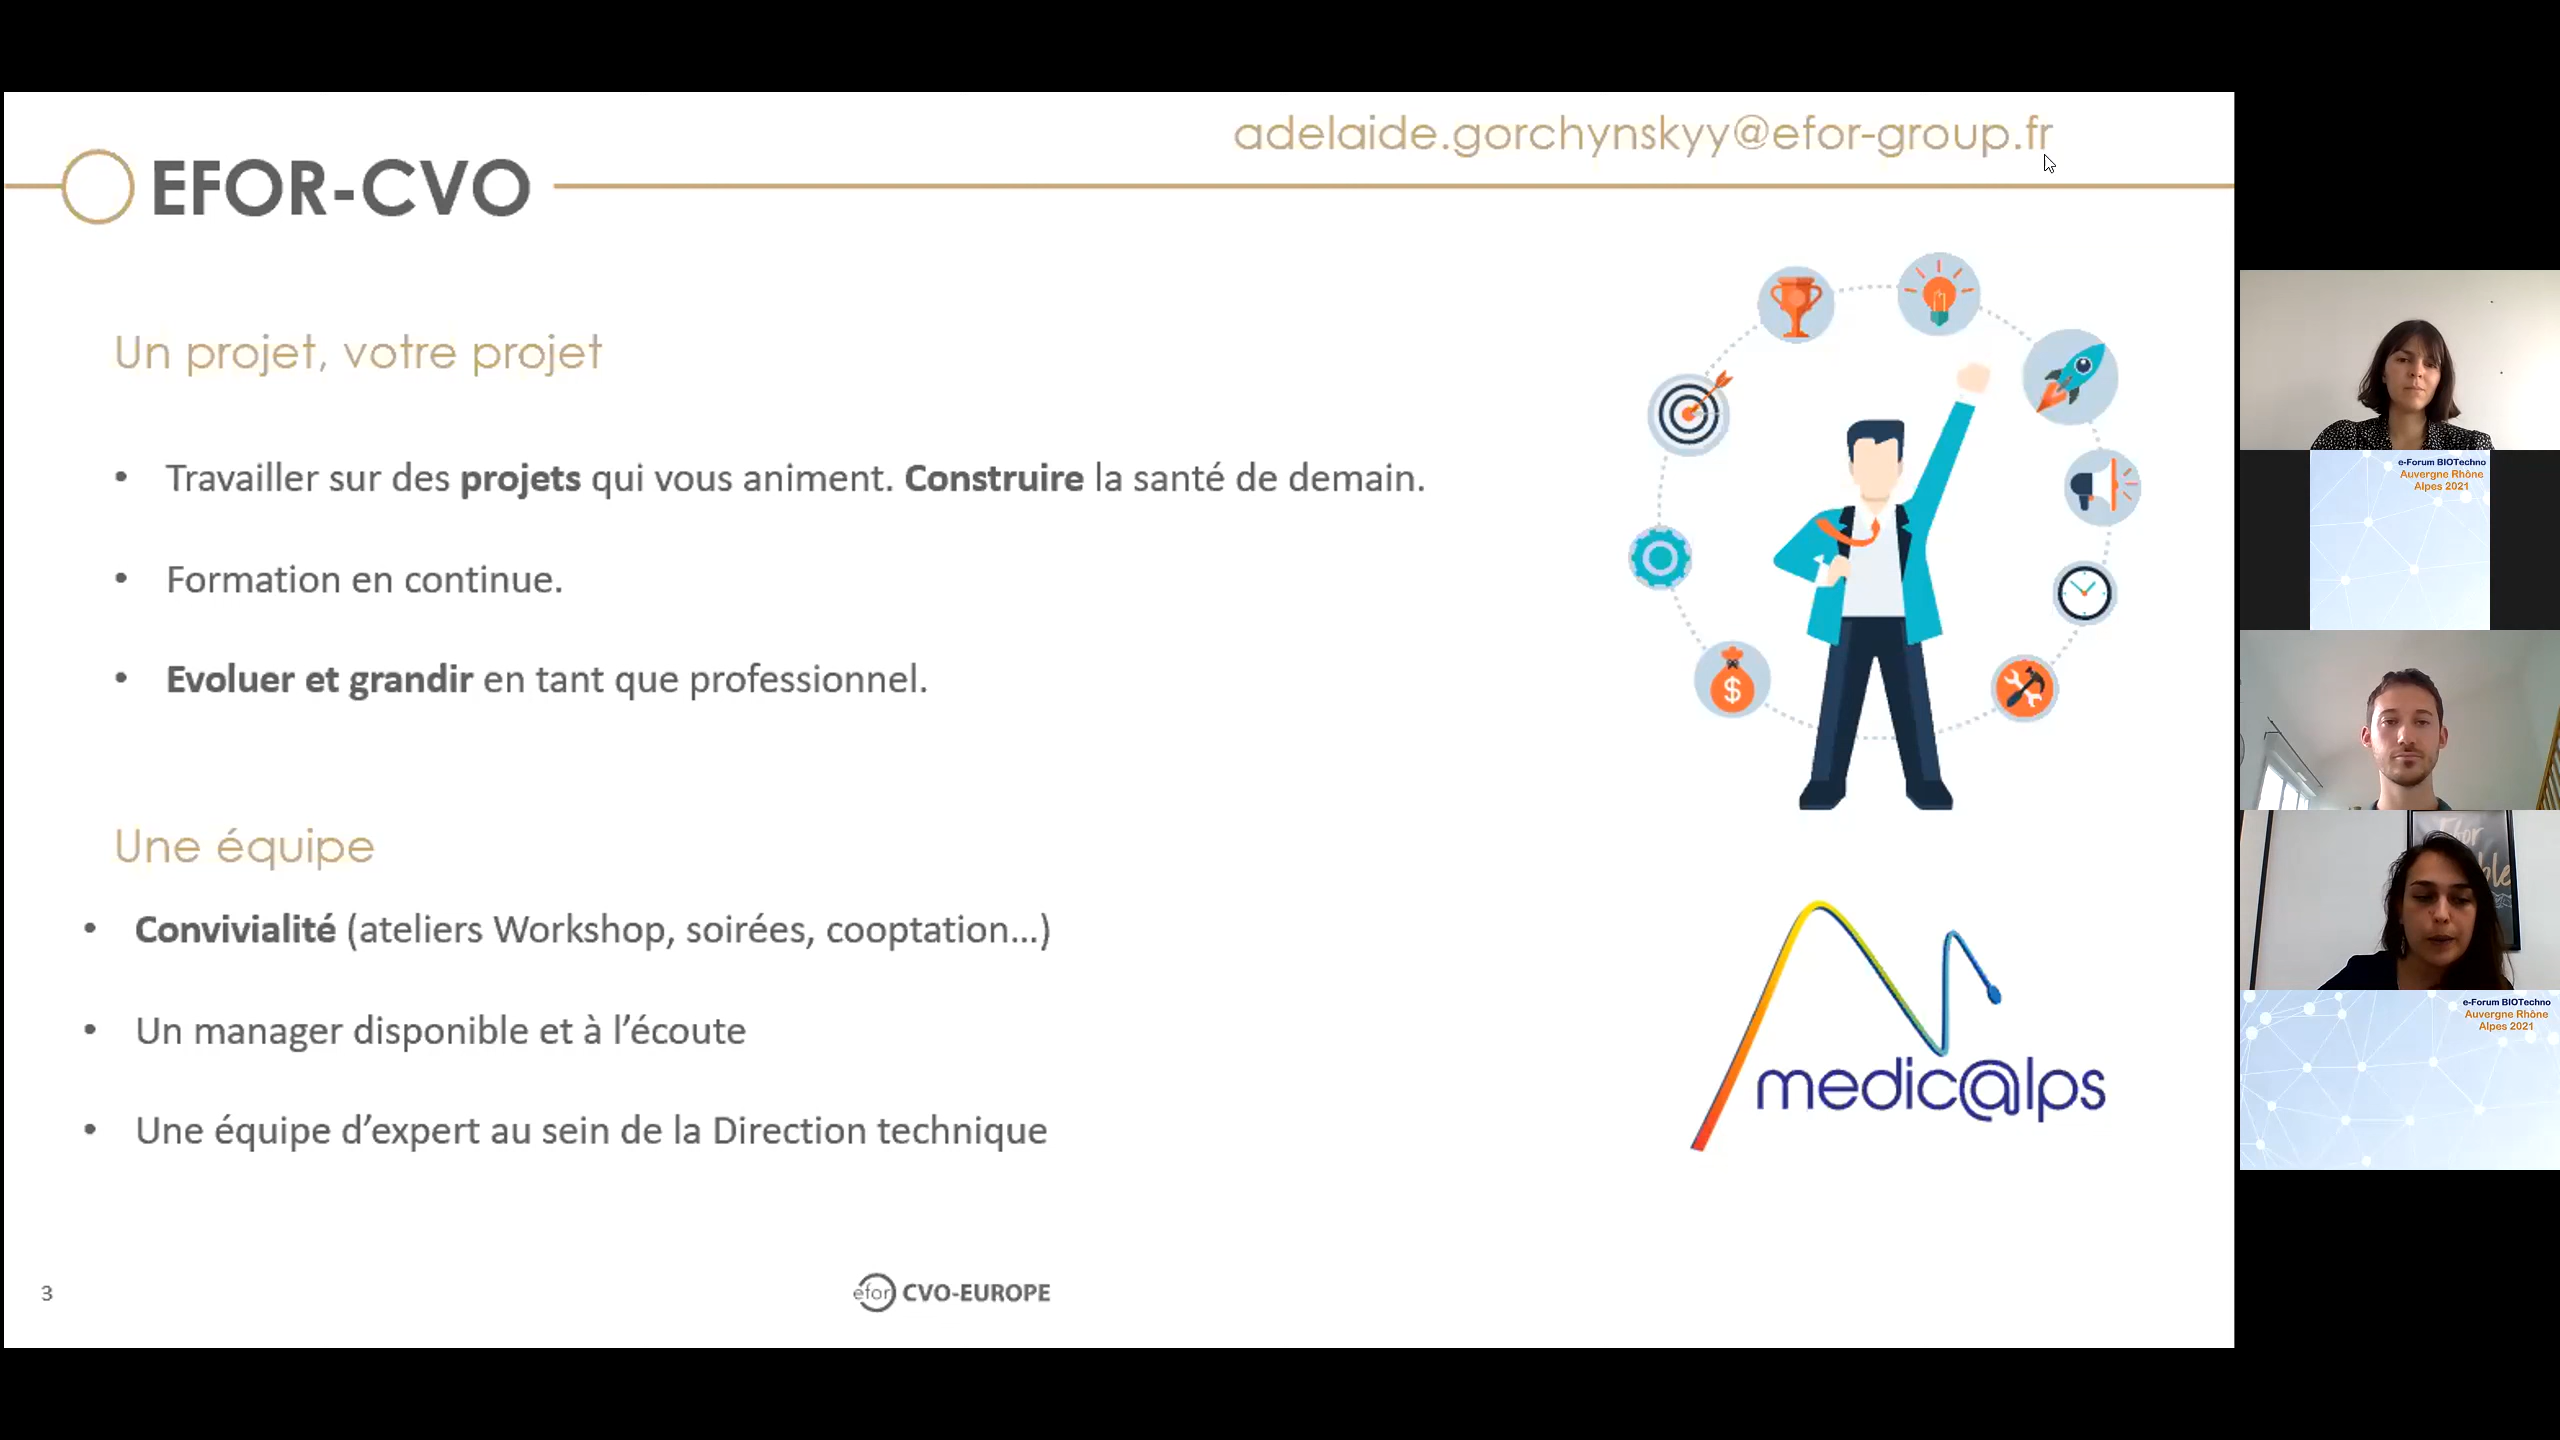 adelaide.gorchynskyy@efor-group.fr
EFOR-CVO
Un projet, votre projet
• Travailler sur des projets qui vous animent. Construire la santé de demain.
• Formation en continue.
• Evoluer et grandir en tant que professionnel.
Une équipe
• Convivialité (ateliers Workshop, soirées, cooptation...)
• Un manager disponible et à l’écoute
• Une équipe d’expert au sein de la Direction technique
$
medic@lps
3
efor CVO-EUROPE
e-Forum BIOTechno
Auvergne Rhône
Alpes 2021
Efor
e-Forum BIOTechno
Auvergne Rhône
Alpes 2021